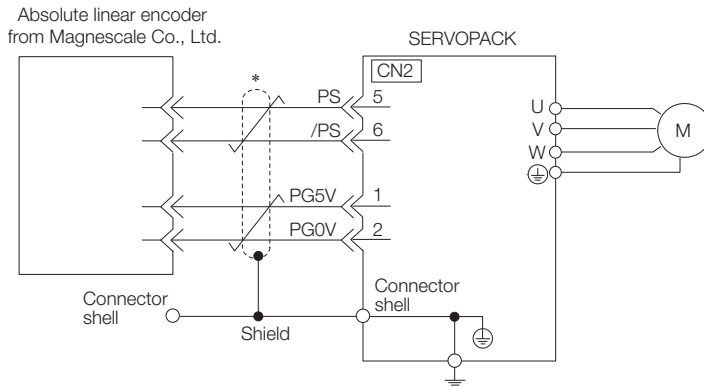 Absolute linear encoder
from Magnescale Co., Ltd.
SERVOPACK
CN2
*
PS 5
/PS 6
PG5V 1
PG0V 2
U
V
W
M
Connector
shell
Shield
Connector
shell